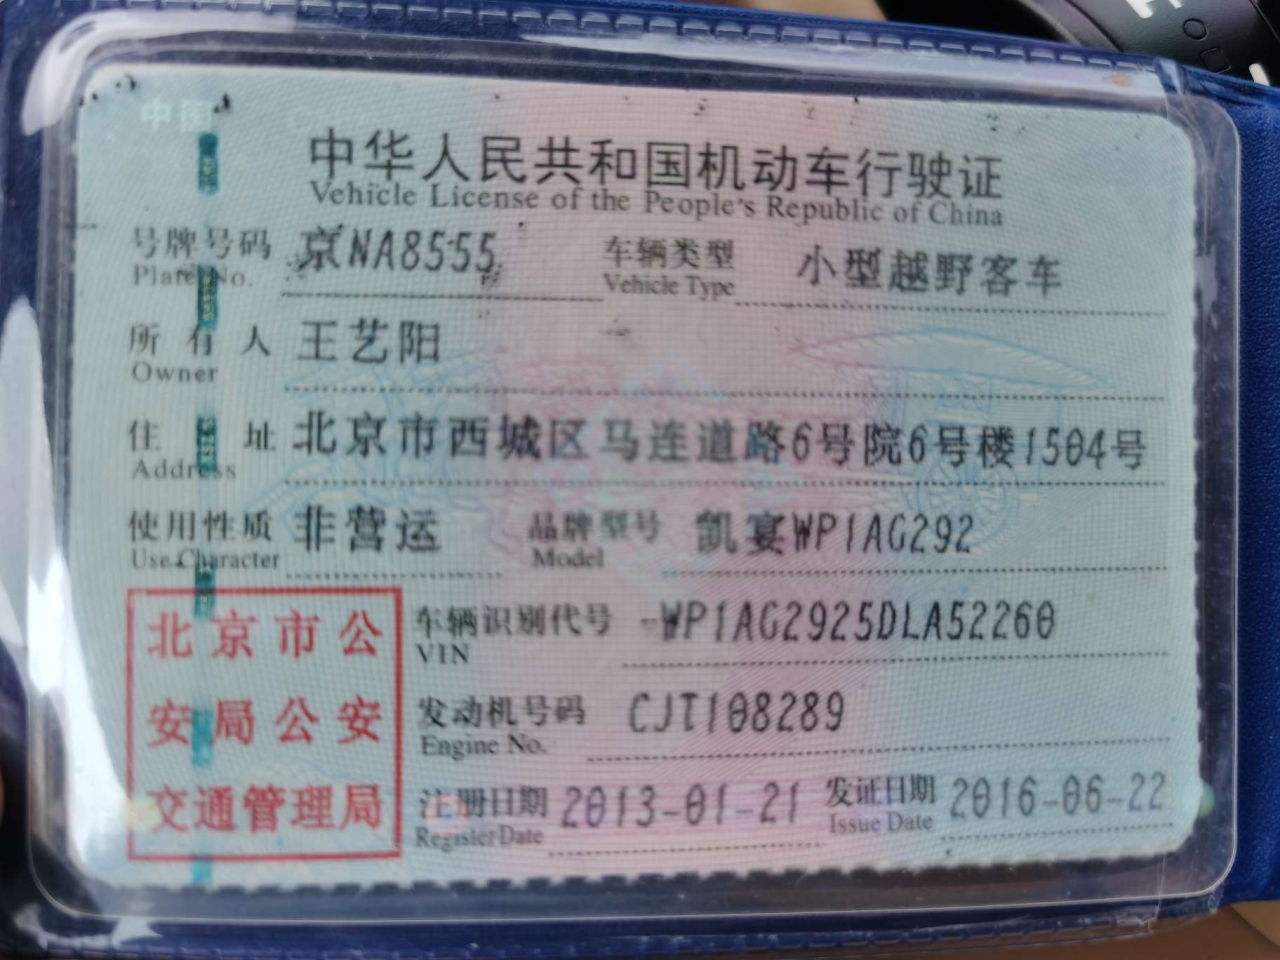 中国
中华人民共和国机动车行驶证
Vehicle License of the People's Republic of China
号牌号码 京NA8555 车辆类型 小型越野客车
Plate No. Vehicle Type
所有人 王艺阳
Owner
住址 北京市西城区马连道路6号院6号楼1504号
Address
使用性质 非营运 品牌型号 凯宴WP1AG292
Use Character Model
北京市公
安局公安
交通管理局
车辆识别代号 WP1AG2925DLA52260
VIN
发动机号码 CJT108289
Engine No.
注册日期 2013-01-21 发证日期 2016-06-22
Register Date Issue Date